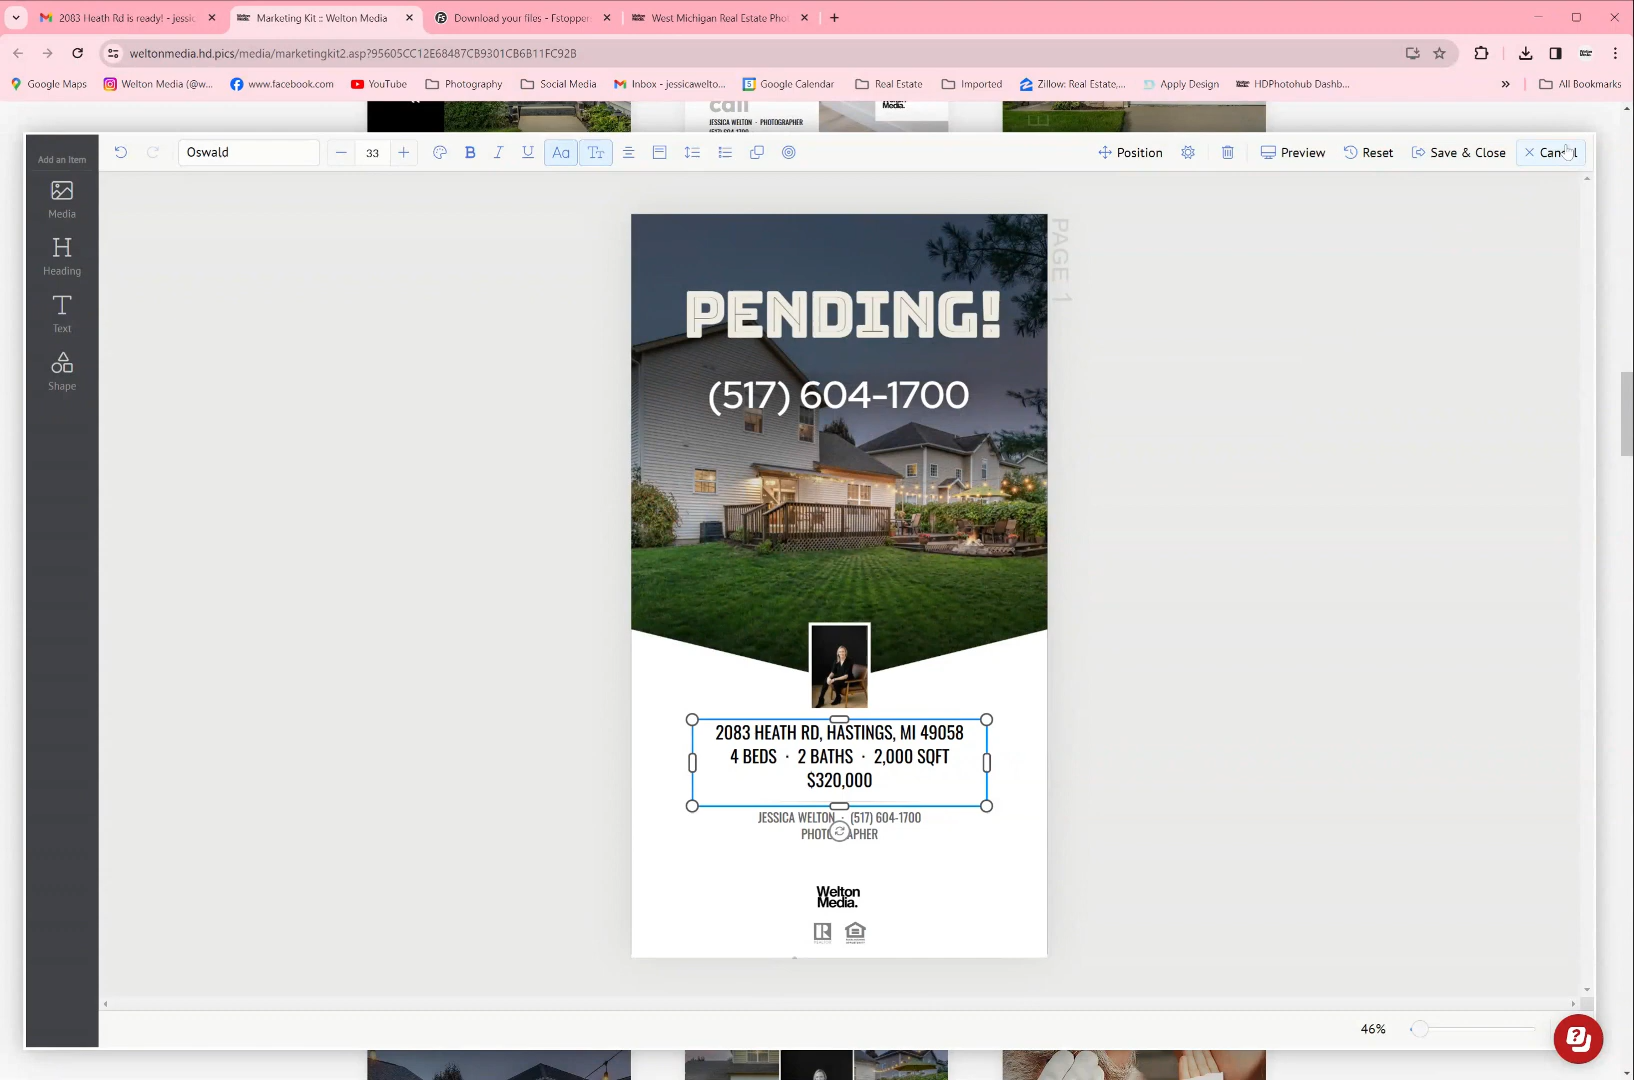 2083 Heath Rd is ready! - jessic
Marketing Kit :: Welton Media
Download your files - Fstopper
West Michigan Real Estate Pho
weltonmedia.hd.pics/media/marketingkit2.asp?95605CC12E68487CB9301CB6B11FC92B
Google Maps
Welton Media (@w...
www.facebook.com
YouTube
Photography
Social Media
Inbox - jessicawelto...
Google Calendar
Real Estate
Imported
Zillow: Real Estate,...
Apply Design
HDPhotohub Dashb...
All Bookmarks
call
JESSICA WELTON · PHOTOGRAPHER
Media.
Add an Item
Oswald
33
Position
Preview
Reset
Save & Close
Media
Heading
Text
Shape
PAGE 1
PENDING!
(517) 604-1700
2083 HEATH RD, HASTINGS, MI 49058
4 BEDS · 2 BATHS · 2,000 SQFT
$320,000
JESSICA WELTON · (517) 604-1700
Welton
Media.
46%